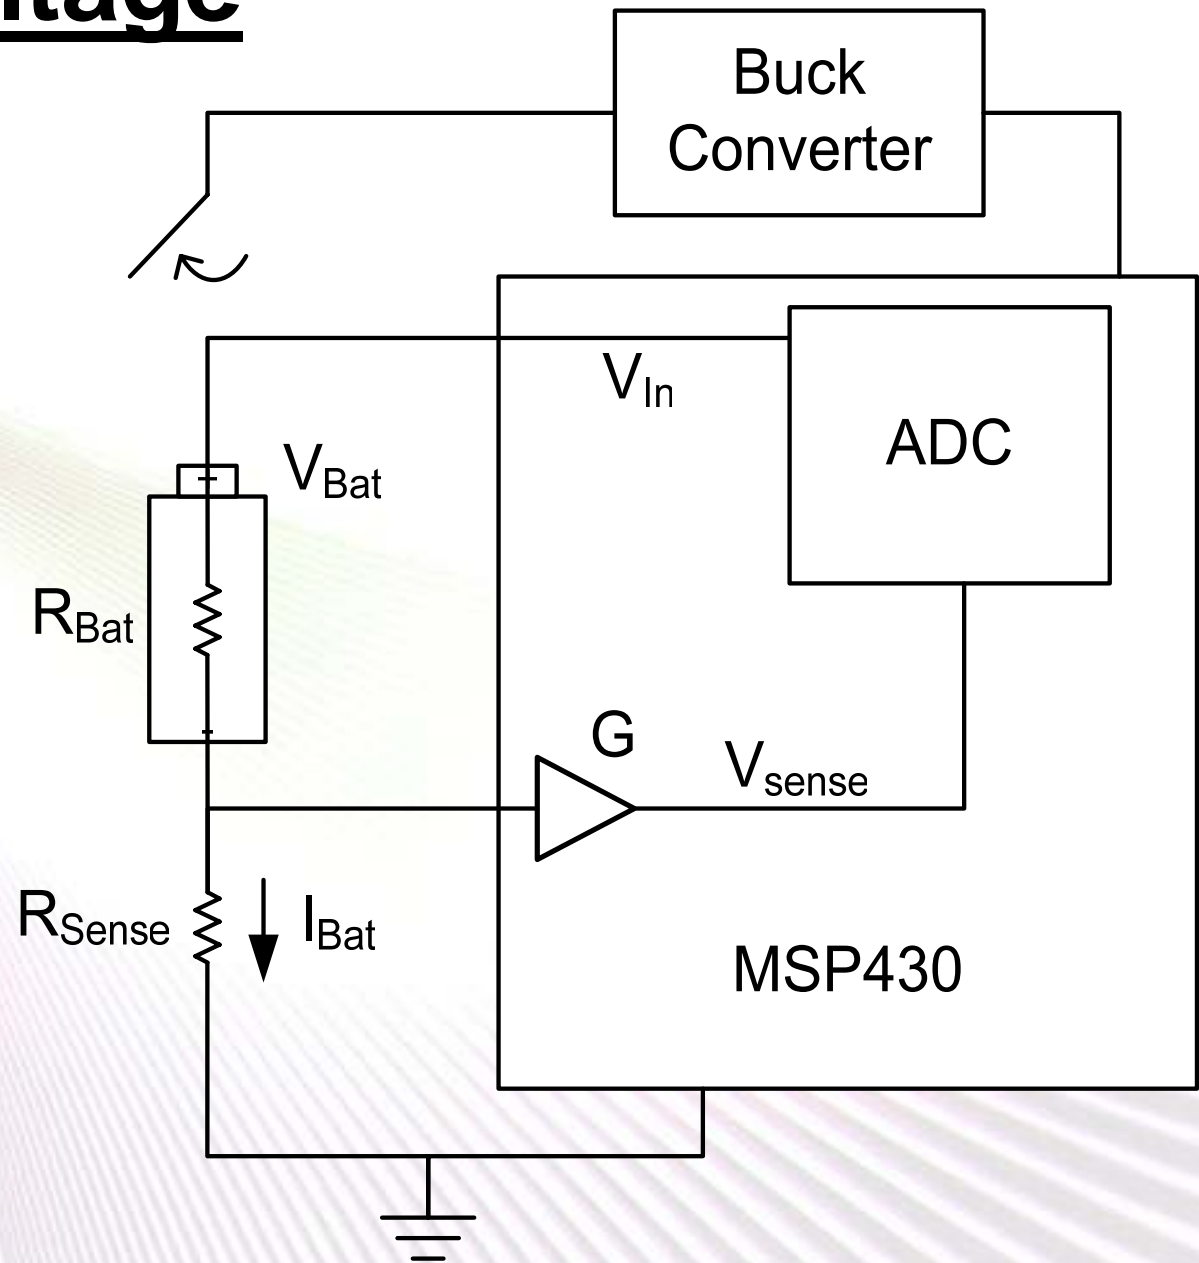 Buck
Converter
V_In
ADC
V_Bat
+
R_Bat
-
G
V_sense
R_Sense
I_Bat
MSP430